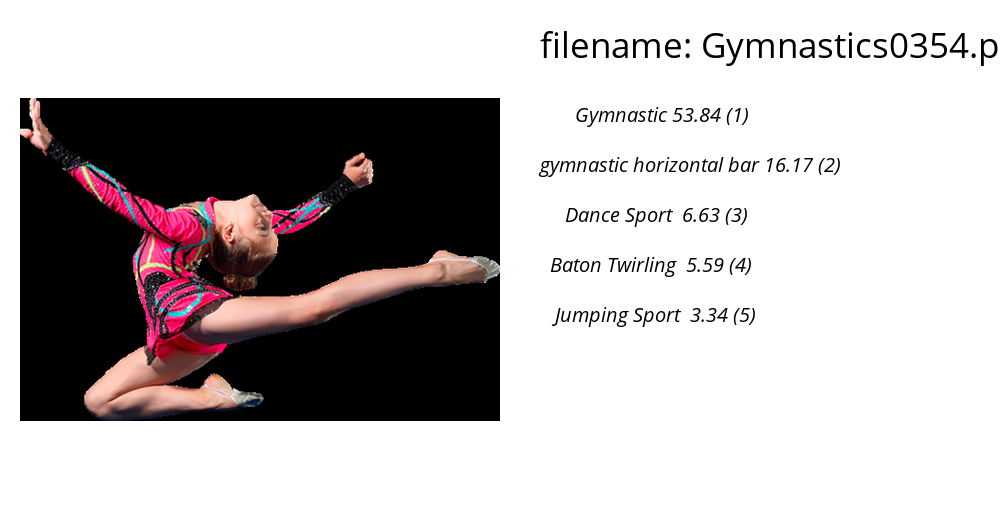 filename: Gymnastics0354.p
Gymnastic 53.84 (1)
gymnastic horizontal bar 16.17 (2)
Dance Sport 6.63 (3)
Baton Twirling 5.59 (4)
Jumping Sport 3.34 (5)